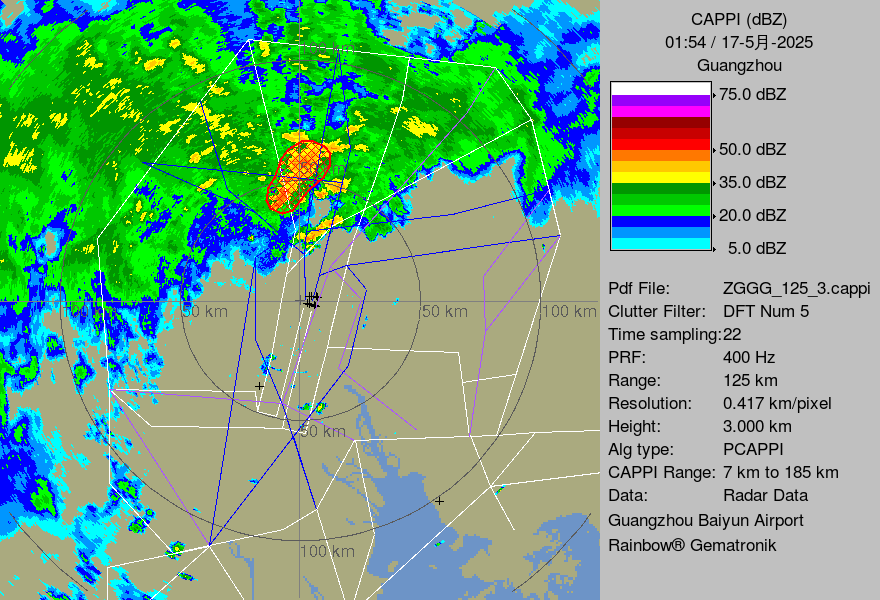 CAPPI (dBZ)
01:54 / 17-5月-2025
Guangzhou
75.0 dBZ
50.0 dBZ
35.0 dBZ
20.0 dBZ
5.0 dBZ
Pdf File: ZGGG_125_3.cappi
Clutter Filter: DFT Num 5
Time sampling:22
PRF: 400 Hz
Range: 125 km
Resolution: 0.417 km/pixel
Height: 3.000 km
Alg type: PCAPPI
CAPPI Range: 7 km to 185 km
Data: Radar Data
Guangzhou Baiyun Airport
Rainbow® Gematronik
100 km
100 km
50 km
50 km
100 km
50 km
100 km